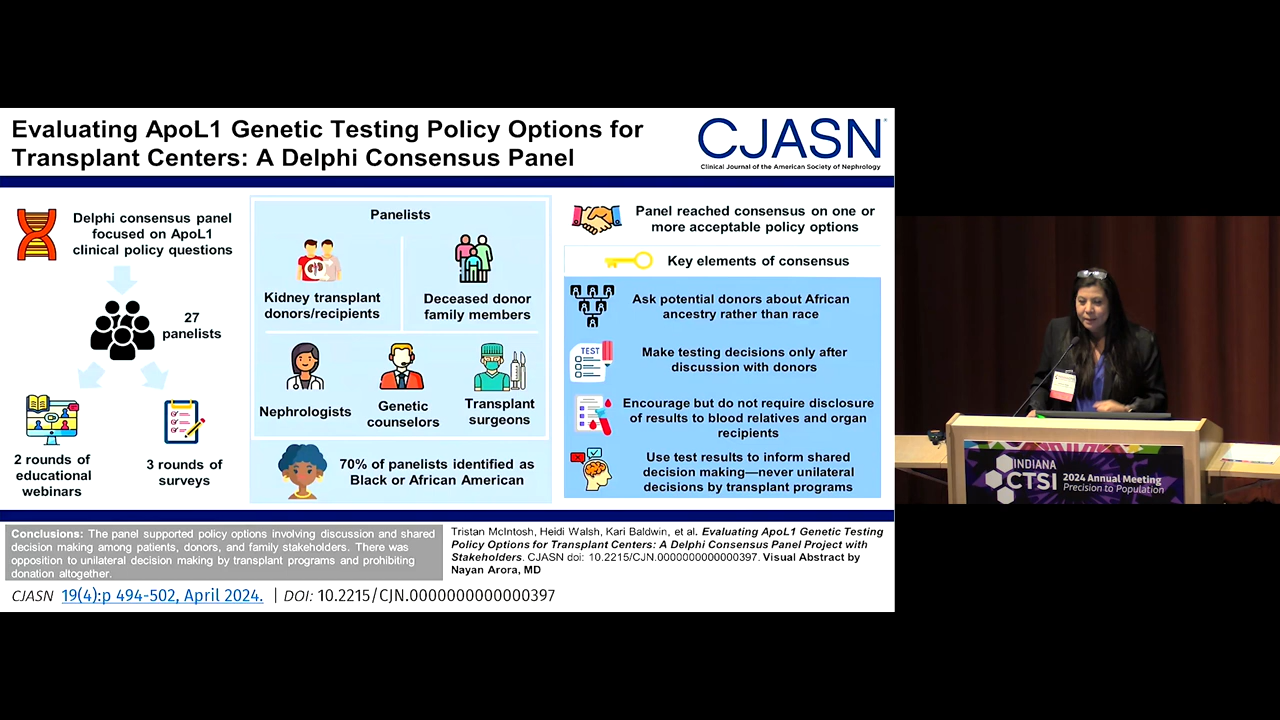 Evaluating ApoL1 Genetic Testing Policy Options for
Transplant Centers: A Delphi Consensus Panel
CJASN
Clinical Journal of the American Society of Nephrology
Delphi consensus panel
focused on ApoL1
clinical policy questions
27
panelists
2 rounds of
educational
webinars
3 rounds of
surveys
Panelists
Kidney transplant
donors/recipients
Deceased donor
family members
Nephrologists
Genetic
counselors
Transplant
surgeons
70% of panelists identified as
Black or African American
Panel reached consensus on one or
more acceptable policy options
Key elements of consensus
Ask potential donors about African
ancestry rather than race
TEST
Make testing decisions only after
discussion with donors
Encourage but do not require disclosure
of results to blood relatives and organ
recipients
Use test results to inform shared
decision making—never unilateral
decisions by transplant programs
Conclusions: The panel supported policy options involving discussion and shared
decision making among patients, donors, and family stakeholders. There was
opposition to unilateral decision making by transplant programs and prohibiting
donation altogether.
Tristan McIntosh, Heidi Walsh, Kari Baldwin, et al. Evaluating ApoL1 Genetic Testing
Policy Options for Transplant Centers: A Delphi Consensus Panel Project with
Stakeholders. CJASN doi: 10.2215/CJN.0000000000000397. Visual Abstract by
Nayan Arora, MD
CJASN 19(4):p 494-502, April 2024. | DOI: 10.2215/CJN.0000000000000397
INDIANA
CTSI
2024 Annual Meeting
Precision to Population